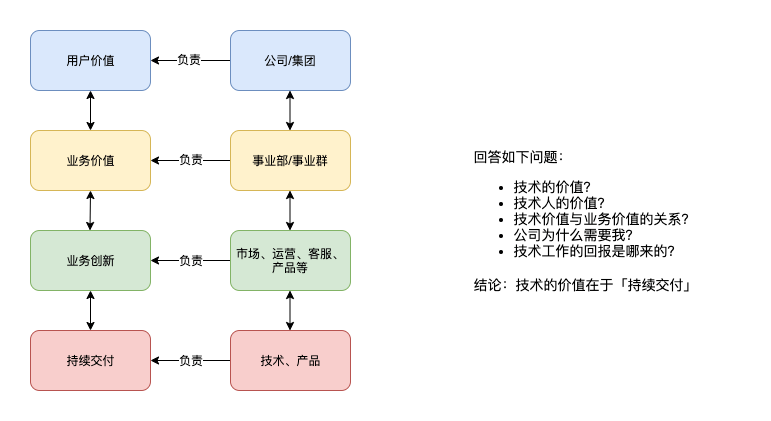 用户价值
负责
公司/集团
业务价值
负责
事业部/事业群
业务创新
负责
市场、运营、客服、
产品等
持续交付
负责
技术、产品
回答如下问题：
• 技术的价值?
• 技术人的价值?
• 技术价值与业务价值的关系?
• 公司为什么需要我?
• 技术工作的回报是哪来的?
结论：技术的价值在于「持续交付」